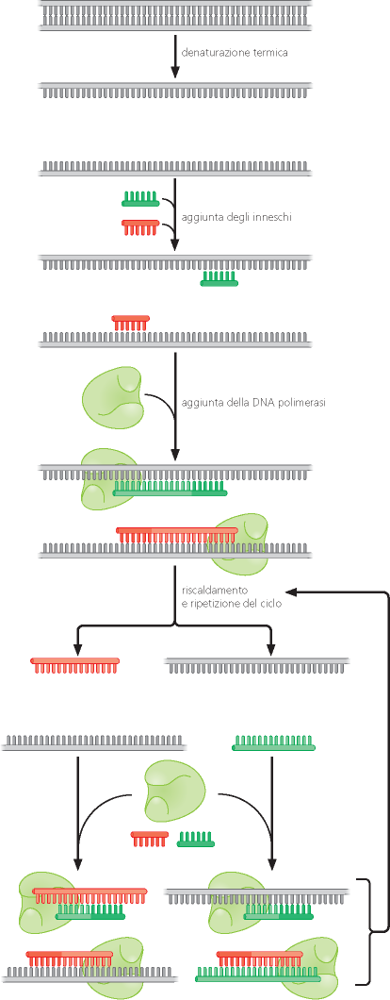 denaturazione termica
aggiunta degli inneschi
aggiunta della DNA polimerasi
riscaldamento
e ripetizione del ciclo